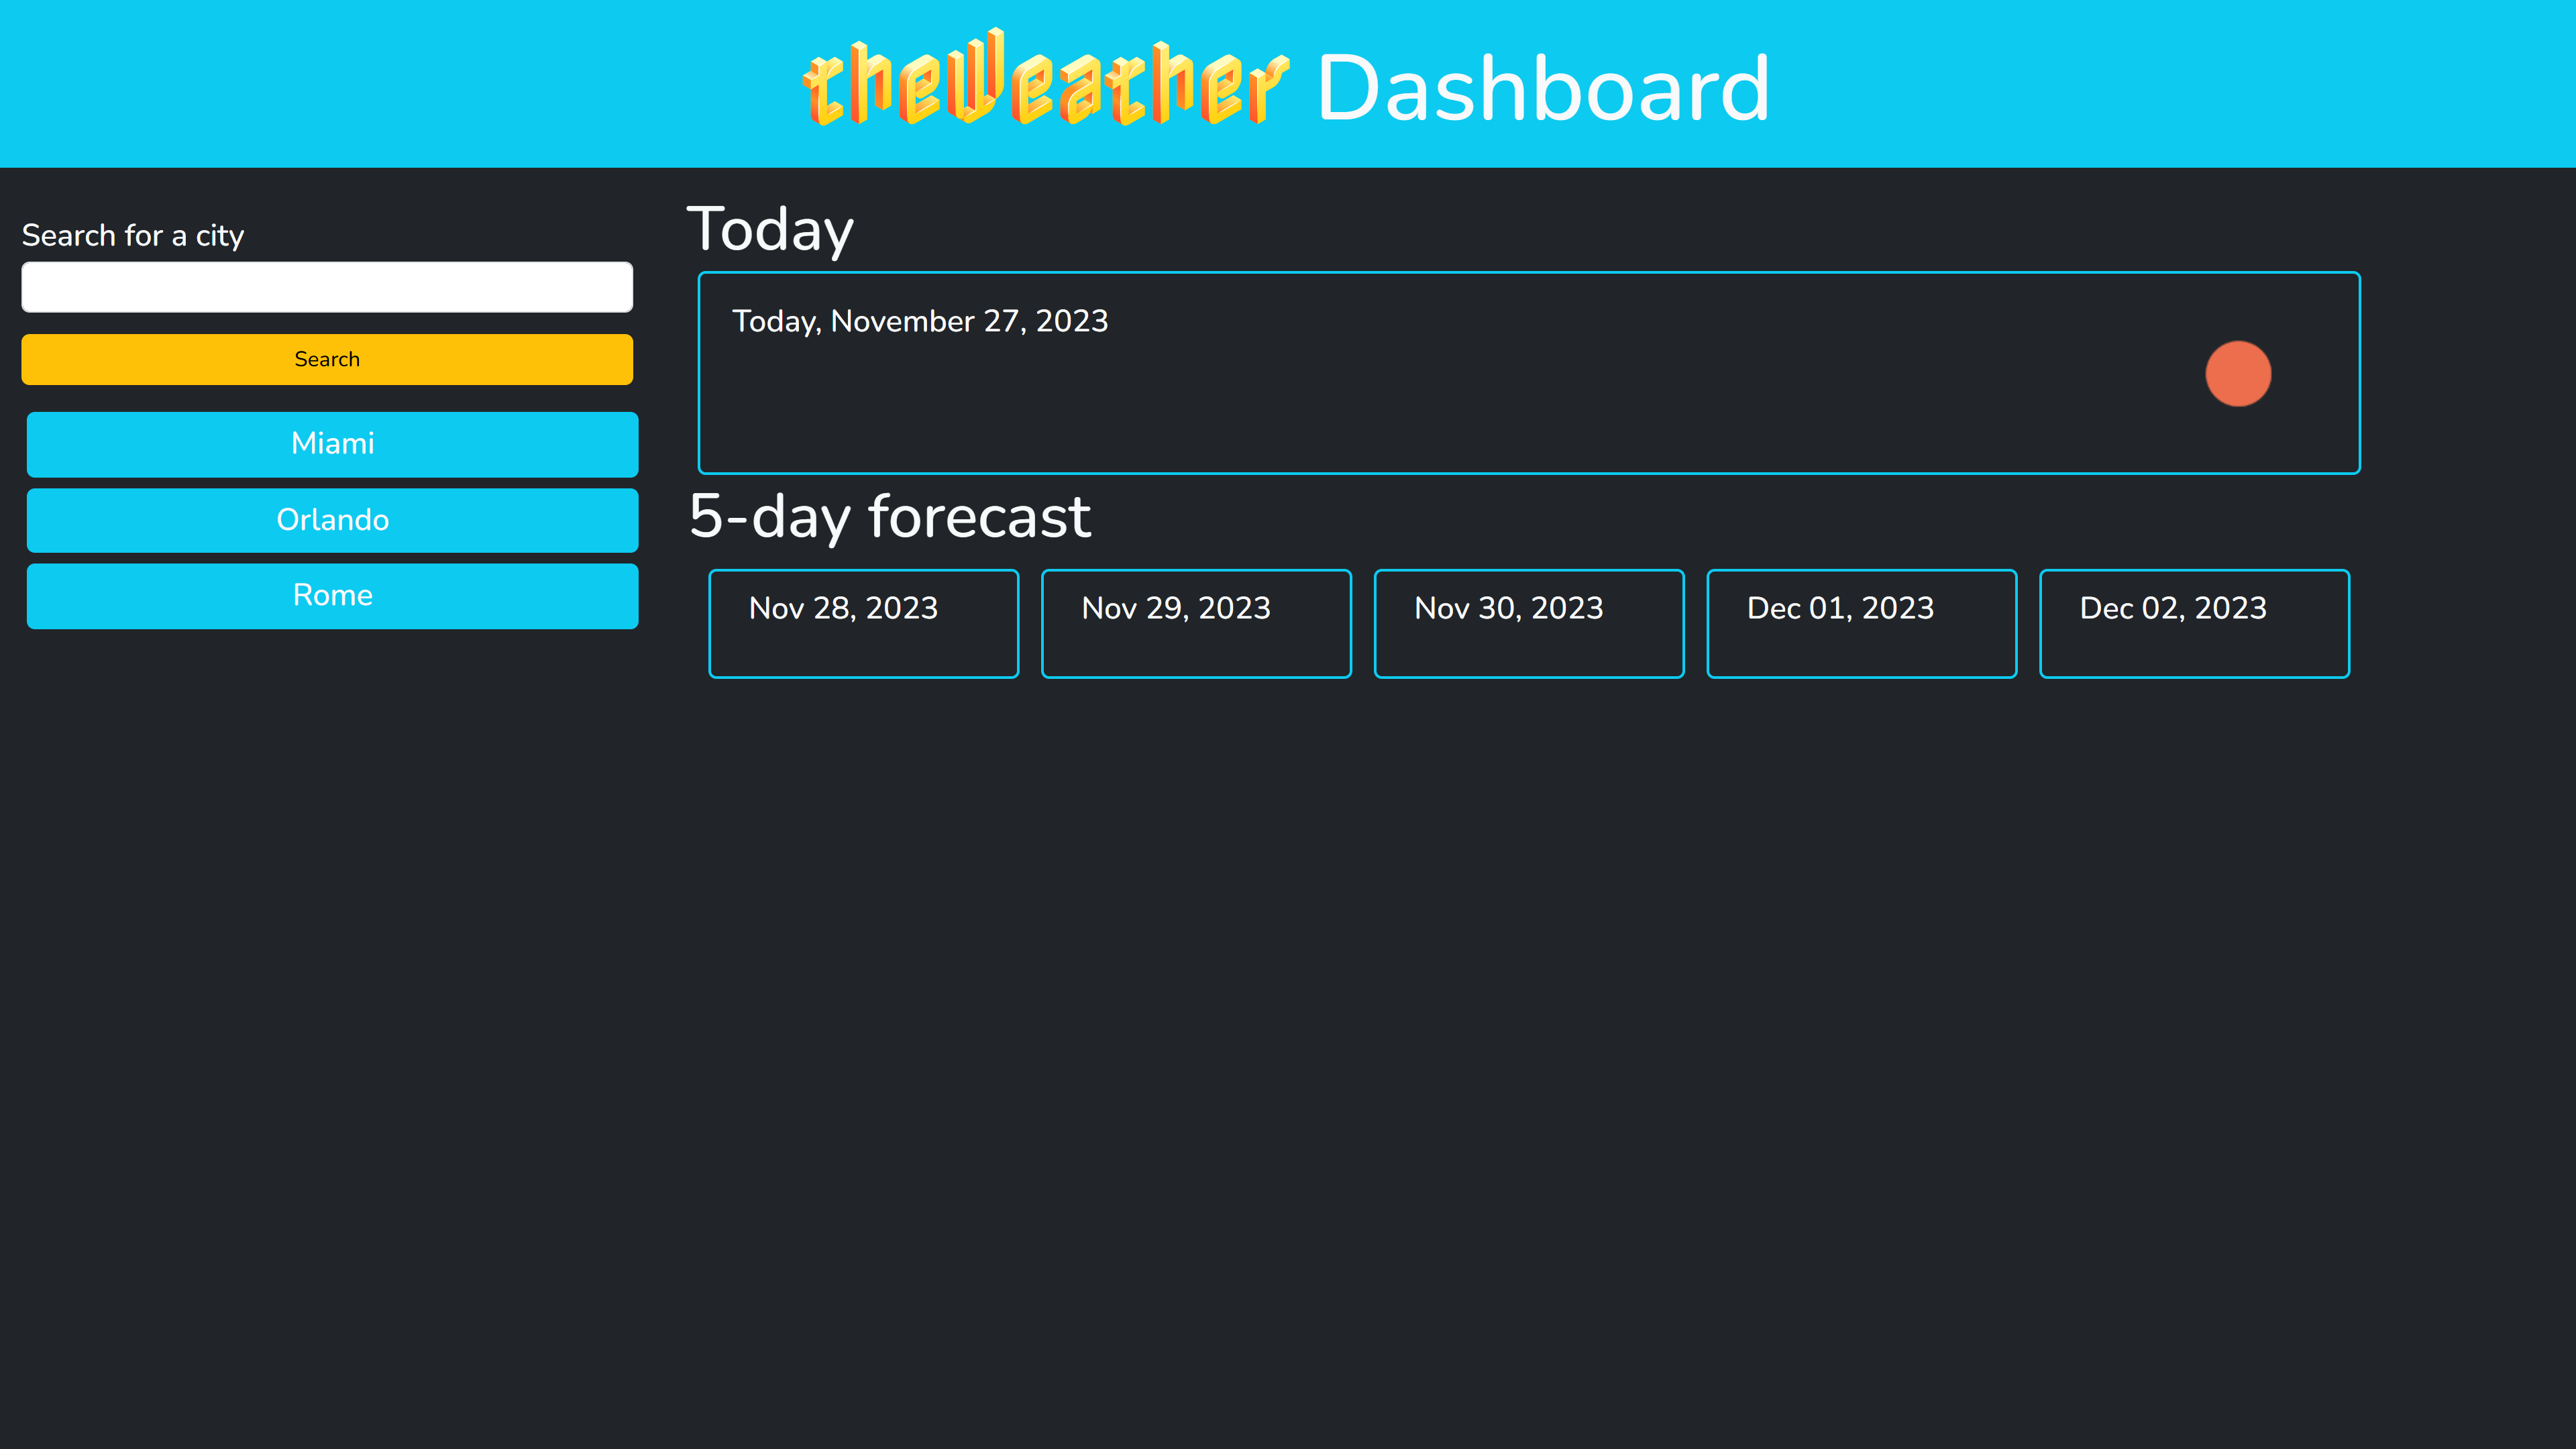 theWeather Dashboard
Search for a city
Search
Miami
Orlando
Rome
Today
Today, November 27, 2023
5-day forecast
Nov 28, 2023
Nov 29, 2023
Nov 30, 2023
Dec 01, 2023
Dec 02, 2023